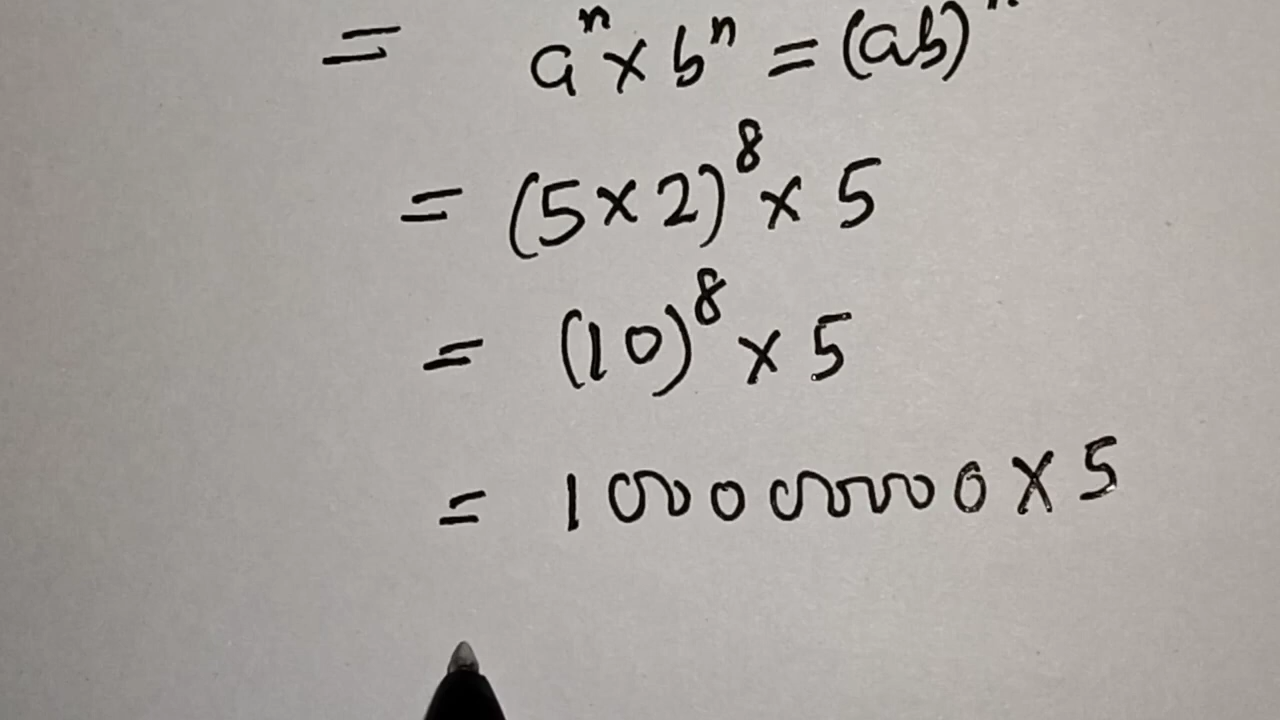 = aⁿ × bⁿ = (ab)ⁿ
= (5×2)⁸ × 5
= (10)⁸ × 5
= 100000000 × 5